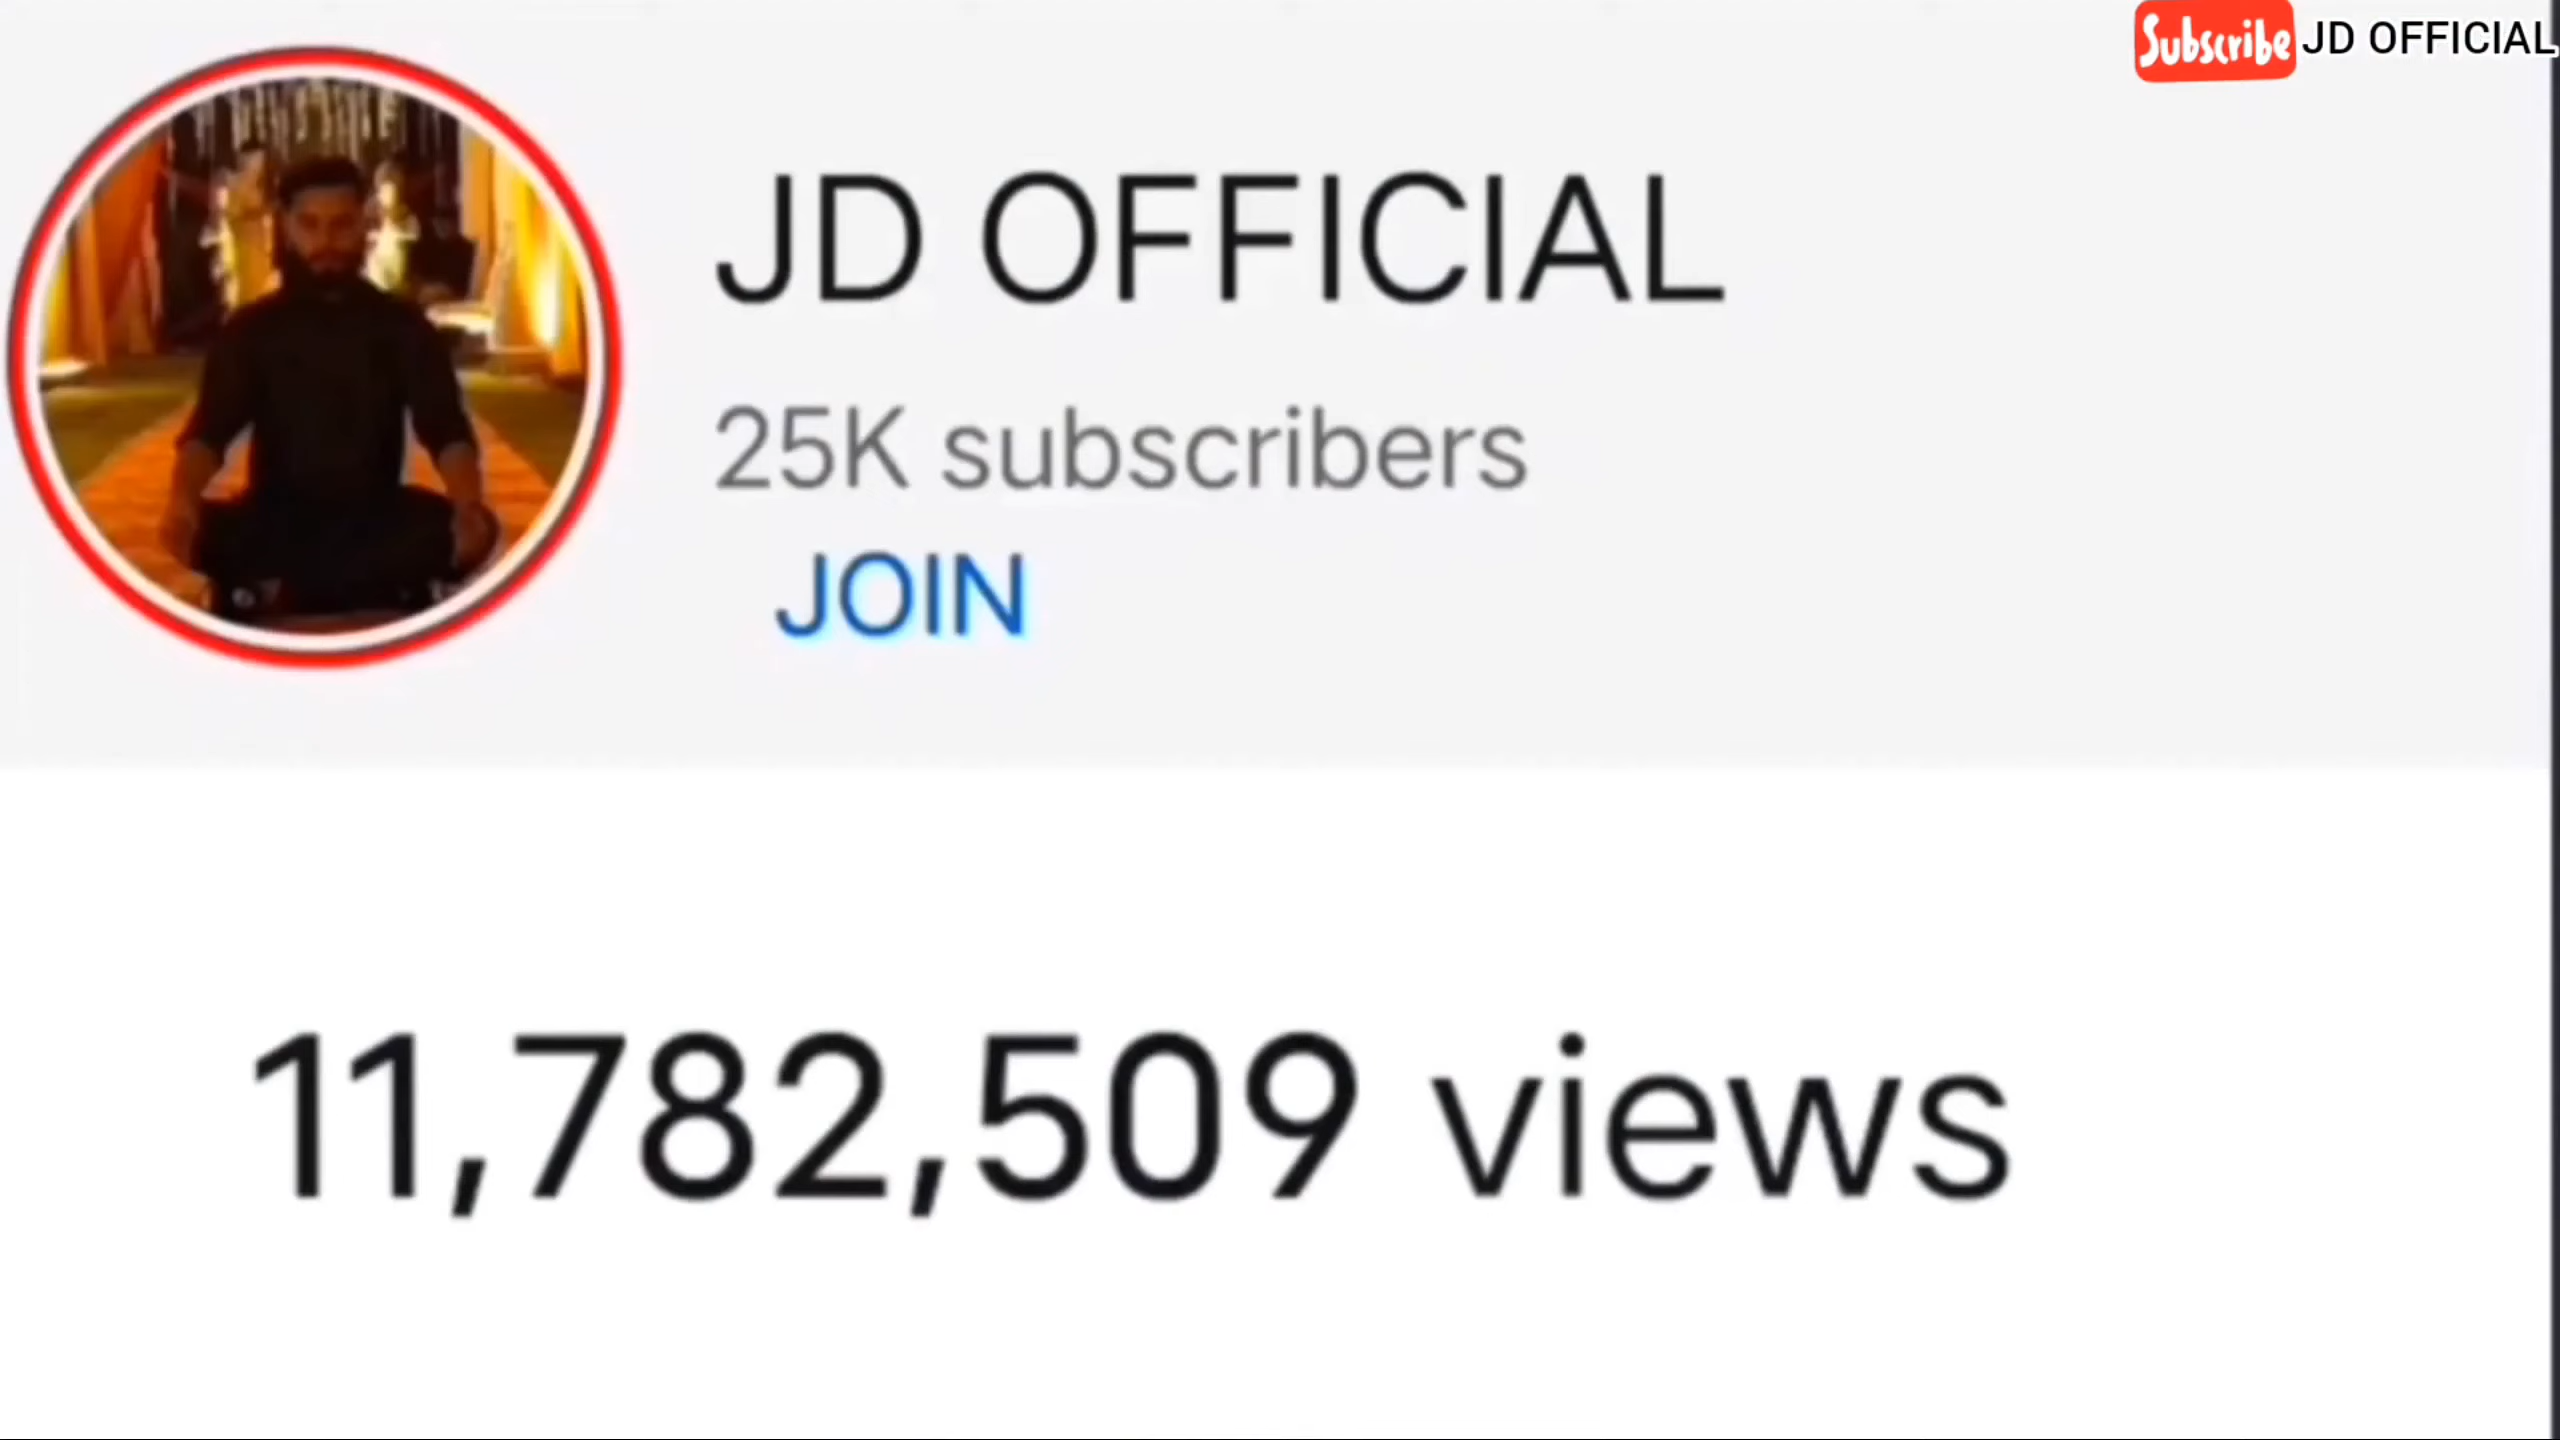 Subscribe JD OFFICIAL
JD OFFICIAL
25K subscribers
JOIN
11,782,509 views